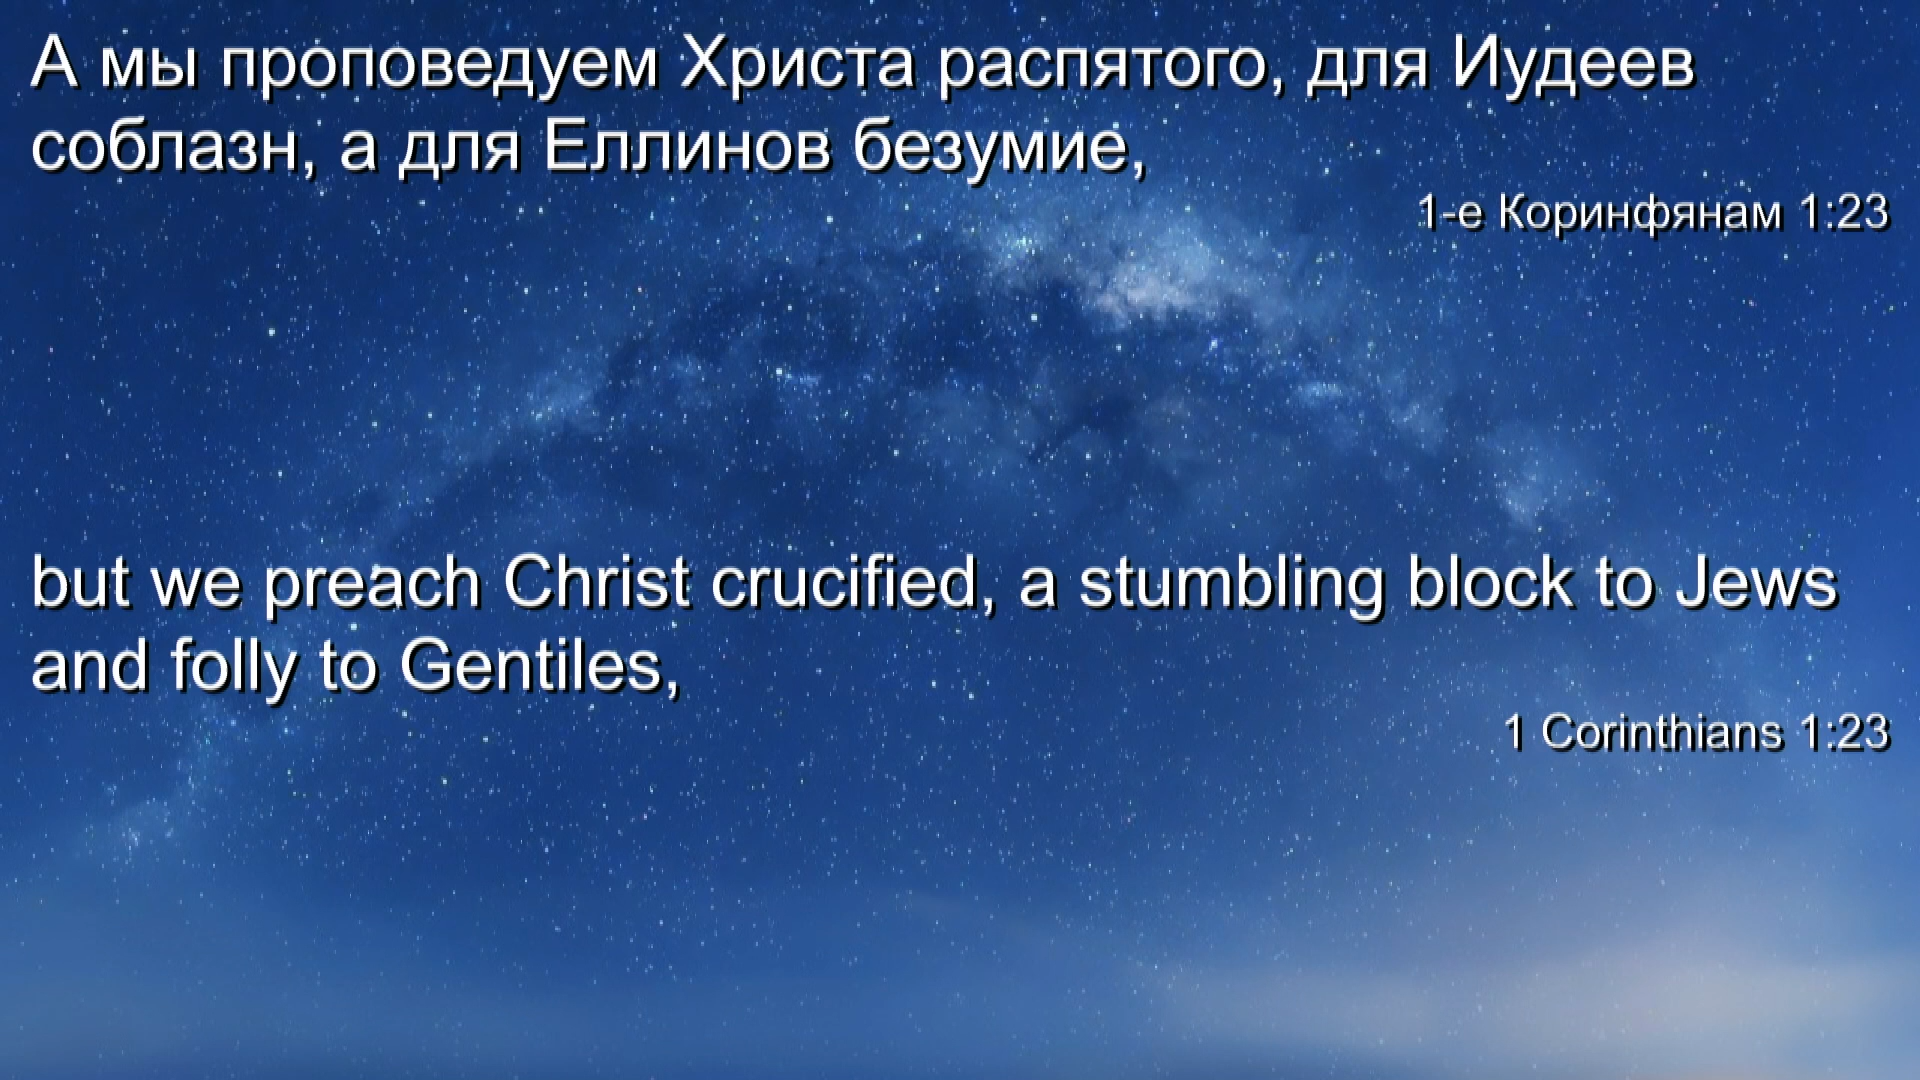 А мы проповедуем Христа распятого, для Иудеев
соблазн, а для Еллинов безумие,
1-е Коринфянам 1:23
but we preach Christ crucified, a stumbling block to Jews
and folly to Gentiles,
1 Corinthians 1:23